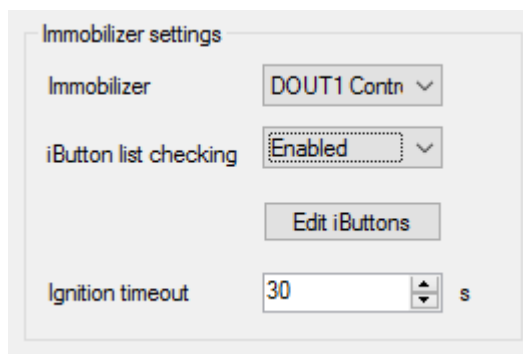 Immobilizer settings
Immobilizer DOUT1 Contr
iButton list checking Enabled
Edit iButtons
Ignition timeout 30 s